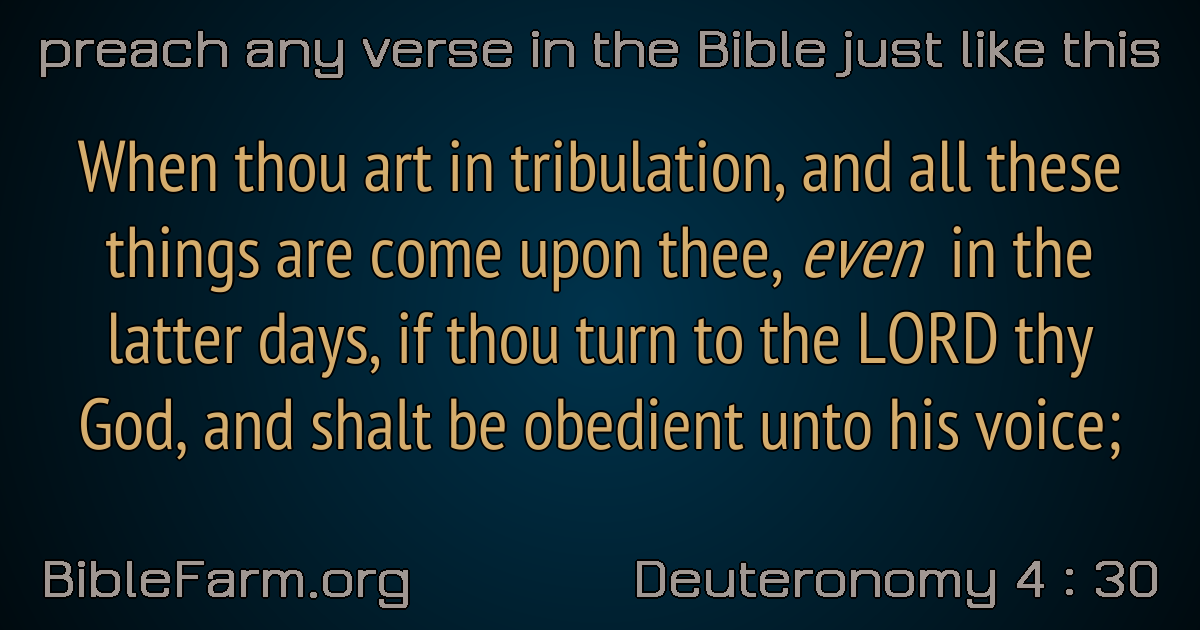 preach any verse in the Bible just like this
When thou art in tribulation, and all these
things are come upon thee, even in the
latter days, if thou turn to the LORD thy
God, and shalt be obedient unto his voice;
BibleFarm.org
Deuteronomy 4 : 30